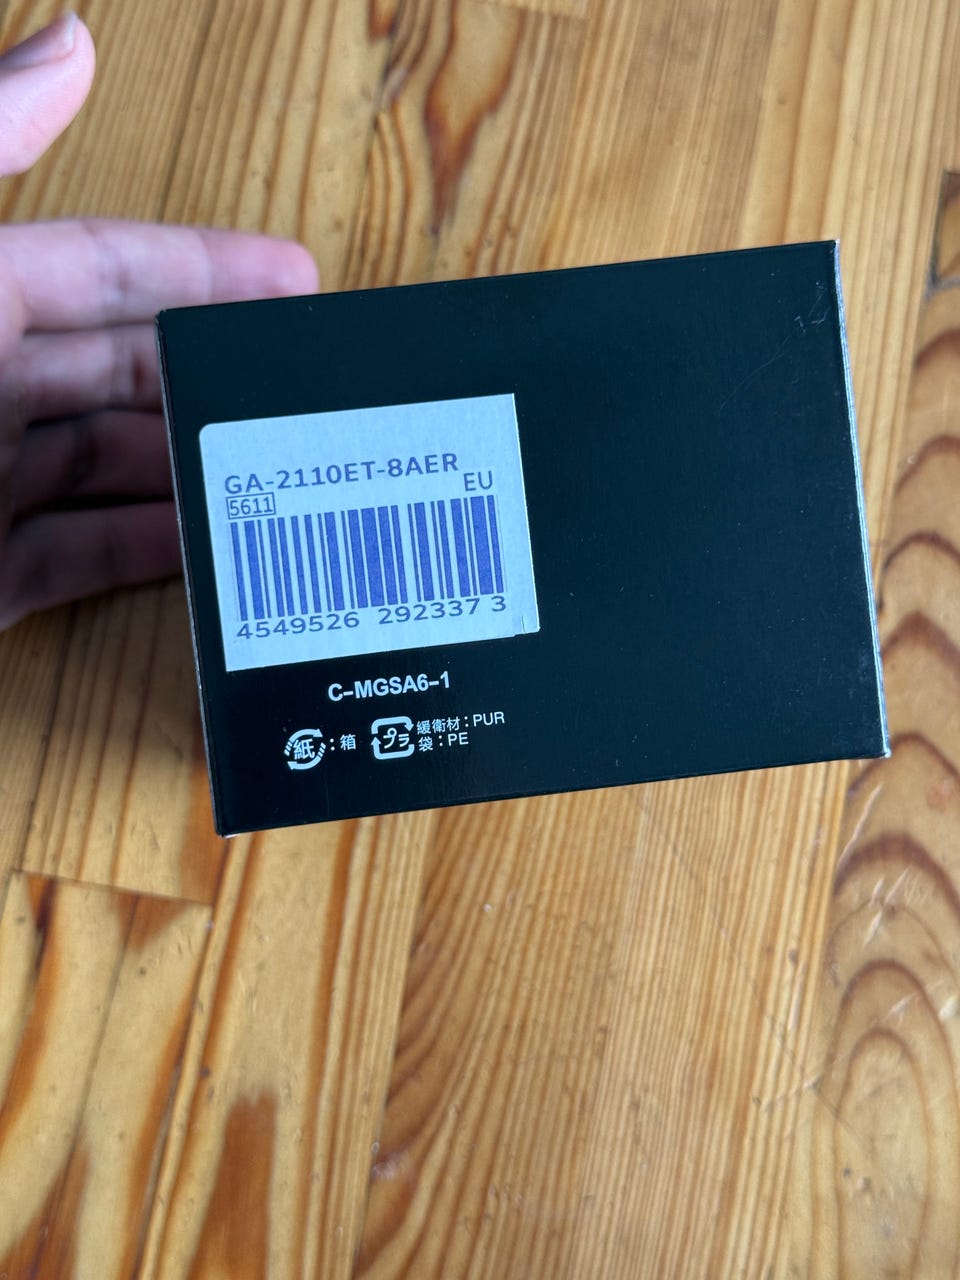 GA-2110ET-8AER
EU
5611
4549526 292337 3
C-MGSA6-1
紙:箱
プラ 緩衝材:PUR
袋:PE